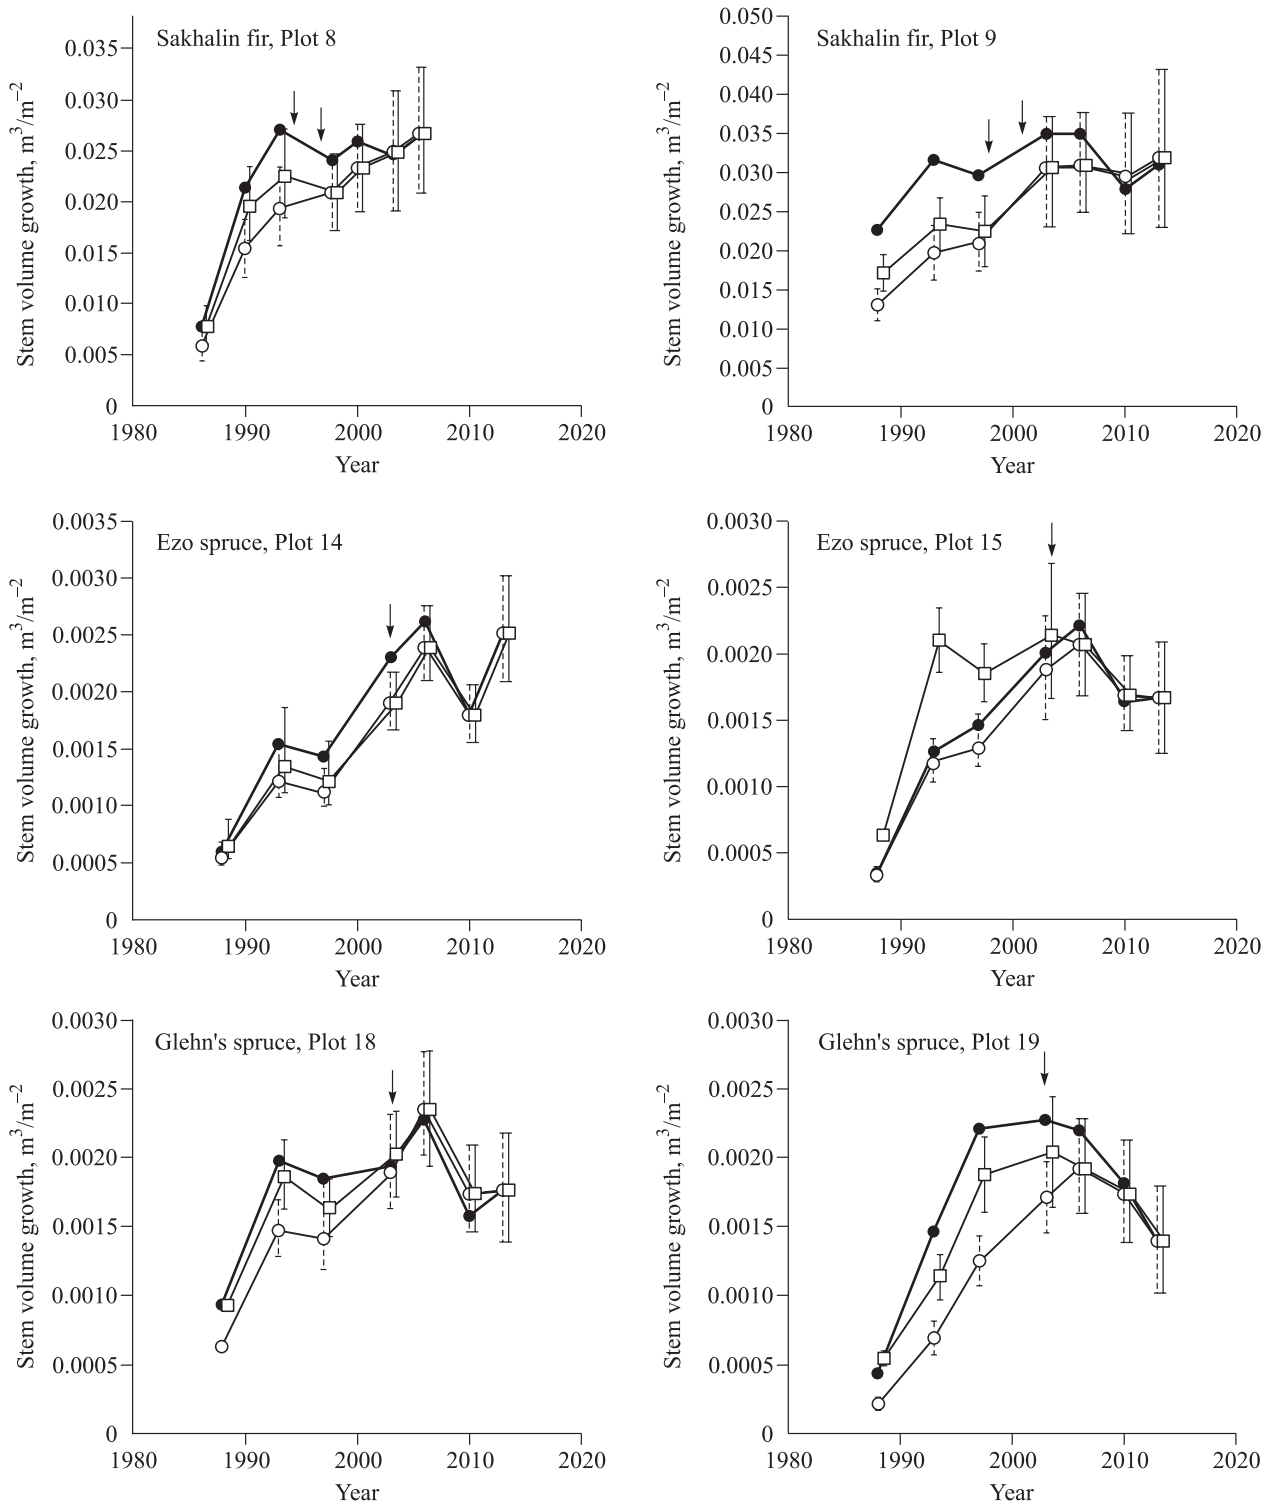 Sakhalin fir, Plot 8
Stem volume growth, m³/m⁻²
0.035
0.030
0.025
0.020
0.015
0.010
0.005
0
1980 1990 2000 2010 2020
Year
Sakhalin fir, Plot 9
Stem volume growth, m³/m⁻²
0.050
0.045
0.040
0.035
0.030
0.025
0.020
0.015
0.010
0.005
0
1980 1990 2000 2010 2020
Year
Ezo spruce, Plot 14
Stem volume growth, m³/m⁻²
0.0035
0.0030
0.0025
0.0020
0.0015
0.0010
0.0005
0
1980 1990 2000 2010 2020
Year
Ezo spruce, Plot 15
Stem volume growth, m³/m⁻²
0.0030
0.0025
0.0020
0.0015
0.0010
0.0005
0
1980 1990 2000 2010 2020
Year
Glehn's spruce, Plot 18
Stem volume growth, m³/m⁻²
0.0030
0.0025
0.0020
0.0015
0.0010
0.0005
0
1980 1990 2000 2010 2020
Year
Glehn's spruce, Plot 19
Stem volume growth, m³/m⁻²
0.0030
0.0025
0.0020
0.0015
0.0010
0.0005
0
1980 1990 2000 2010 2020
Year